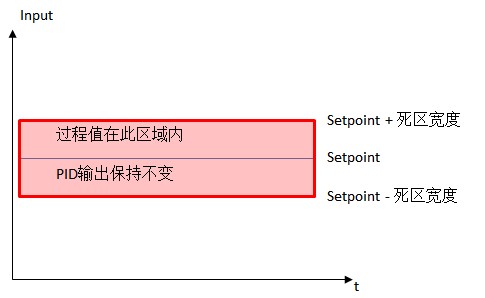 Input
过程值在此区域内
PID输出保持不变
Setpoint + 死区宽度
Setpoint
Setpoint - 死区宽度
t